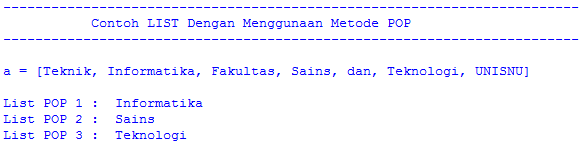 Contoh LIST Dengan Menggunaan Metode POP
a = [Teknik, Informatika, Fakultas, Sains, dan, Teknologi, UNISNU]
List POP 1 :  Informatika
List POP 2 :  Sains
List POP 3 :  Teknologi